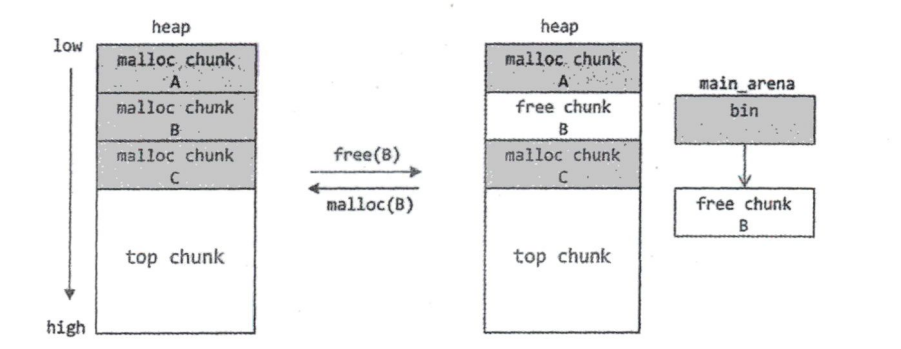 heap
low
malloc chunk
A
malloc chunk
B
malloc chunk
C
top chunk
high
free(B)
malloc(B)
heap
malloc chunk
A
free chunk
B
malloc chunk
C
top chunk
main_arena
bin
free chunk
B